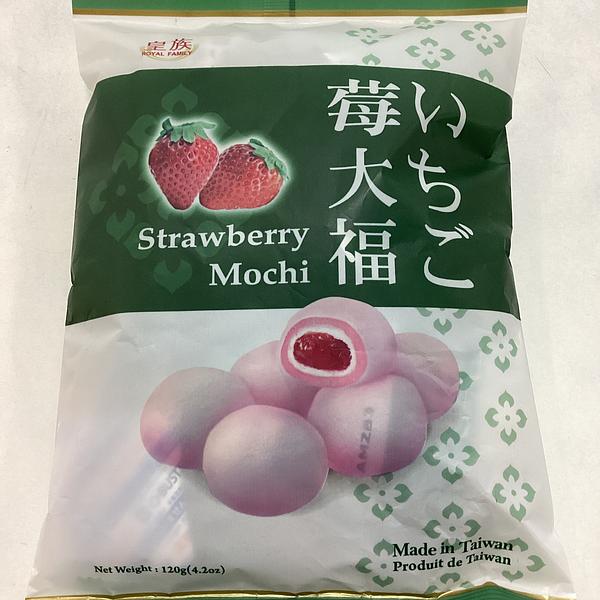 皇族
ROYAL FAMILY
いちご
莓大福
Strawberry
Mochi
Made in Taiwan
Produit de Taiwan
Net Weight : 120g(4.2oz)